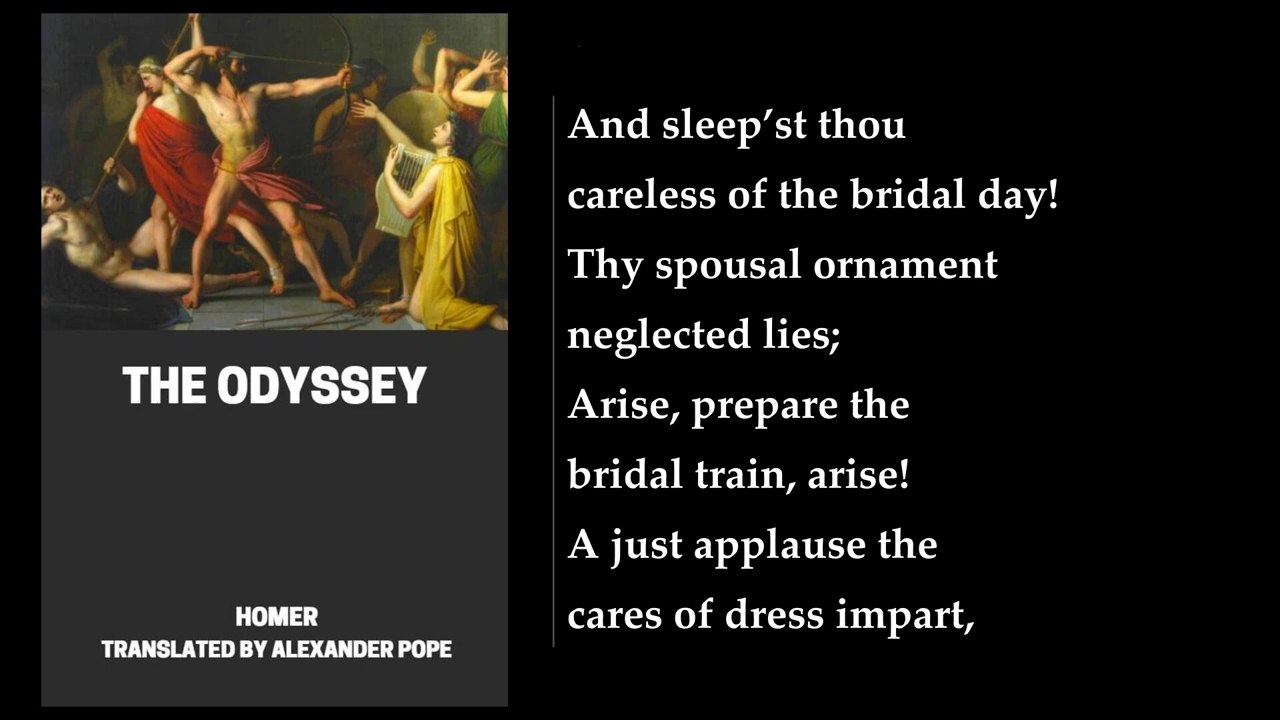 THE ODYSSEY
HOMER
TRANSLATED BY ALEXANDER POPE
And sleep’st thou
careless of the bridal day!
Thy spousal ornament
neglected lies;
Arise, prepare the
bridal train, arise!
A just applause the
cares of dress impart,